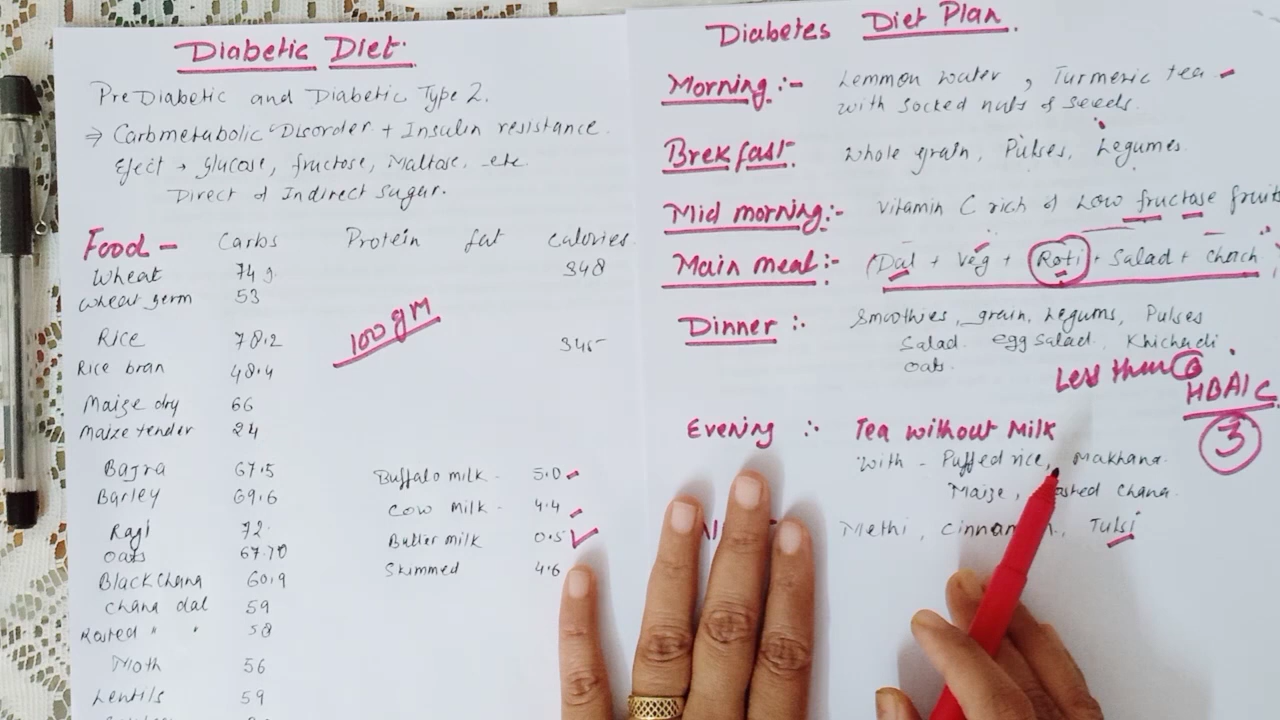 Diabetic Diet.
Pre Diabetic and Diabetic Type 2.
⇒ Carbmetabolic Disorder + Insulin resistance.
Efect → glucose, fructose, Maltose, etc
Direct & Indirect sugar.
Food - Carbs Protein fat Calories
Wheat 74 g. 348
Wheat germ 53
100 gm
Rice 78.2 345
Rice bran 48.4
Maize dry 66
Maize tender 24
Bajra 67.5
Barley 69.6
Ragi 72
Oats 67.70
Black Chana 60.9
Chana dal 59
Rosted " " 58
Moth 56
Lentils 59
Buffalo milk - 5.0
Cow Milk - 4.4
Butter milk 0.5 ✓
Skimmed 4.6
Diabetes Diet Plan
Morning :- Lemmon water, Turmeric tea
with socked nuts & seeds.
Brekfast Whole grain, Pulses, Legumes
Mid morning:- Vitamin C rich & Low fructose fruits
Main meal:- (Dal + Veg + Roti + Salad + Chach
Dinner :- Smoothies, grain, Legums, Pulses
Salad egg Salad, Khichadi
Oats.
Less than 6
HBA1C
3
Evening :- Tea without Milk
With - Puffed rice, Makhana
Maize, Chana
Methi, Tulsi